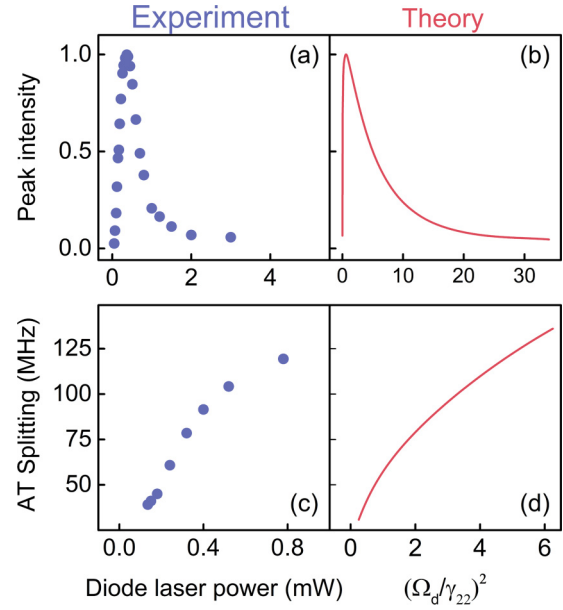 Experiment
Theory
(a)
(b)
Peak intensity
1.0
0.5
0.0
0 2 4
0 10 20 30
AT Splitting (MHz)
125
100
75
50
(c)
(d)
0.0 0.4 0.8
0 2 4 6
Diode laser power (mW)
(Ω_d/γ_22)^2